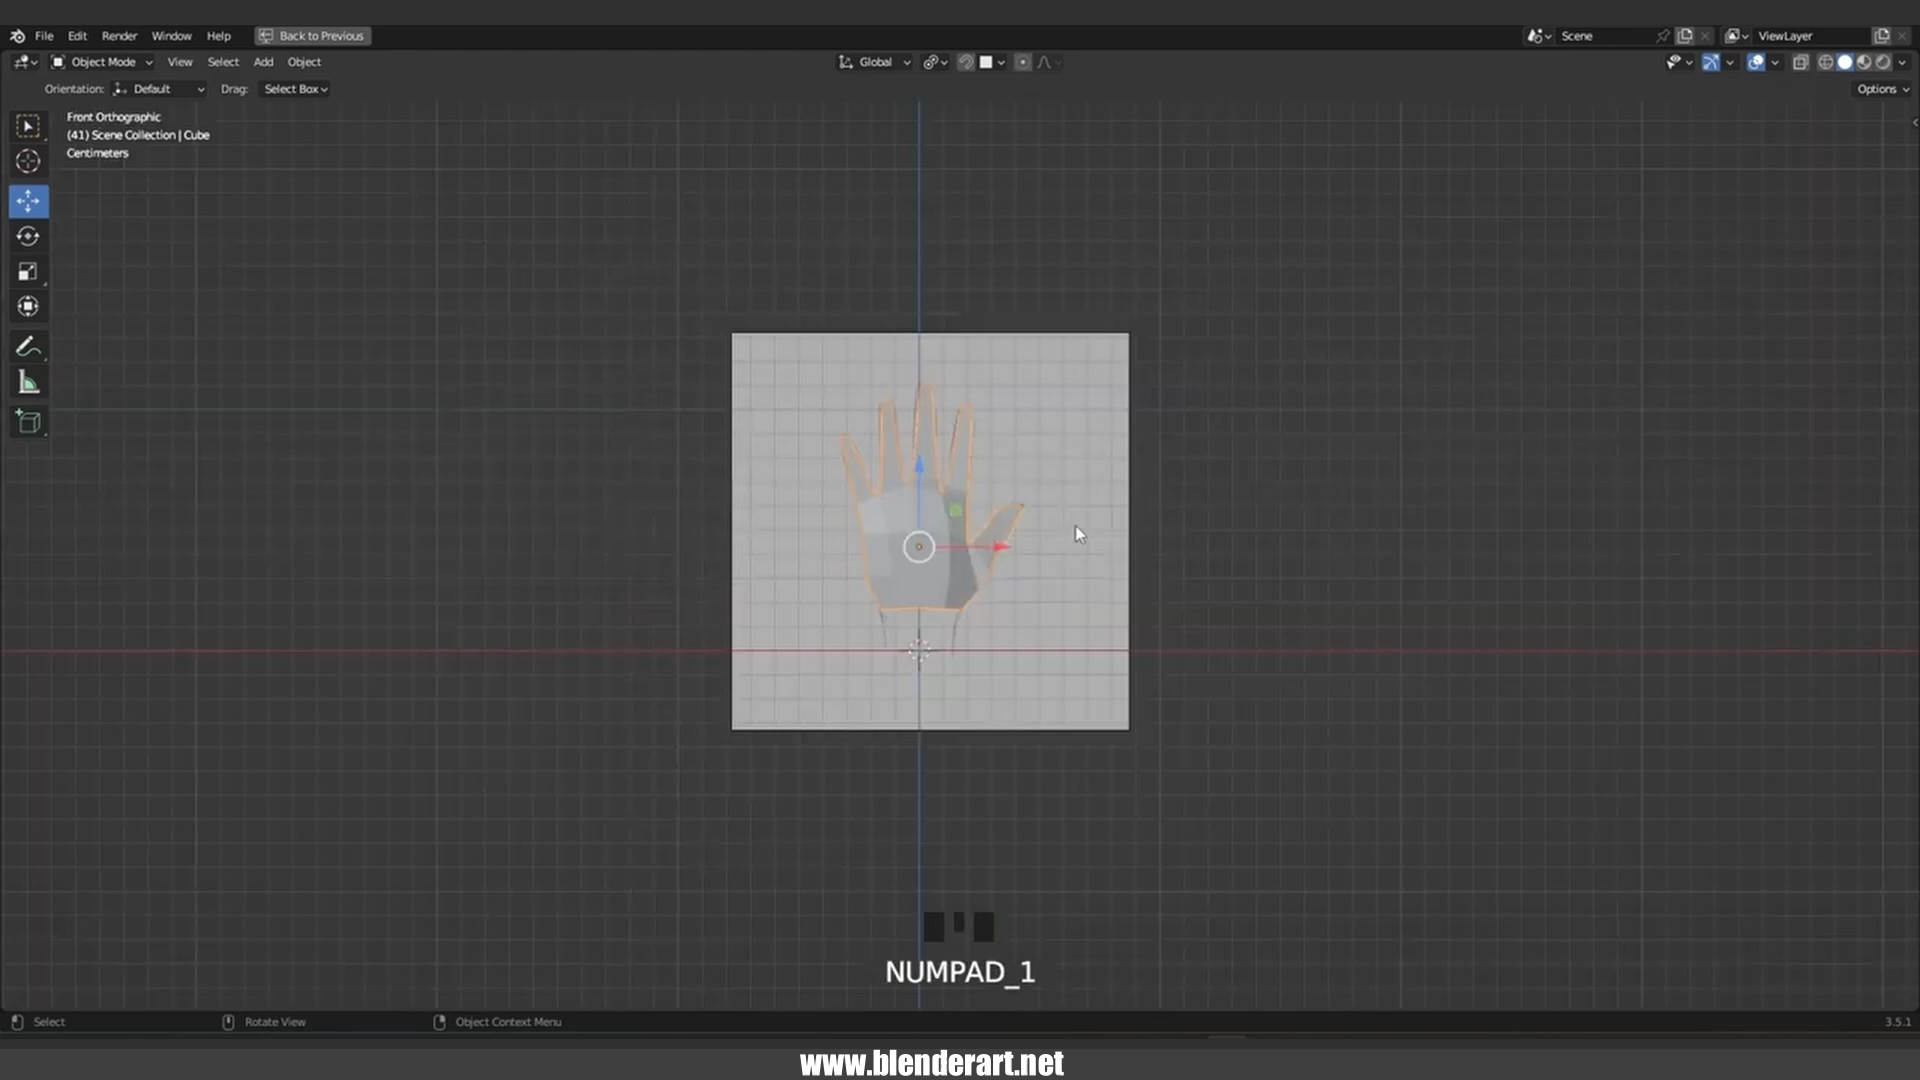 File Edit Render Window Help Back to Previous Scene ViewLayer
Object Mode View Select Add Object Global
Orientation: Default Drag: Select Box Options
Front Orthographic
(41) Scene Collection | Cube
Centimeters
NUMPAD_1
Select Rotate View Object Context Menu 3.5.1
www.blenderart.net